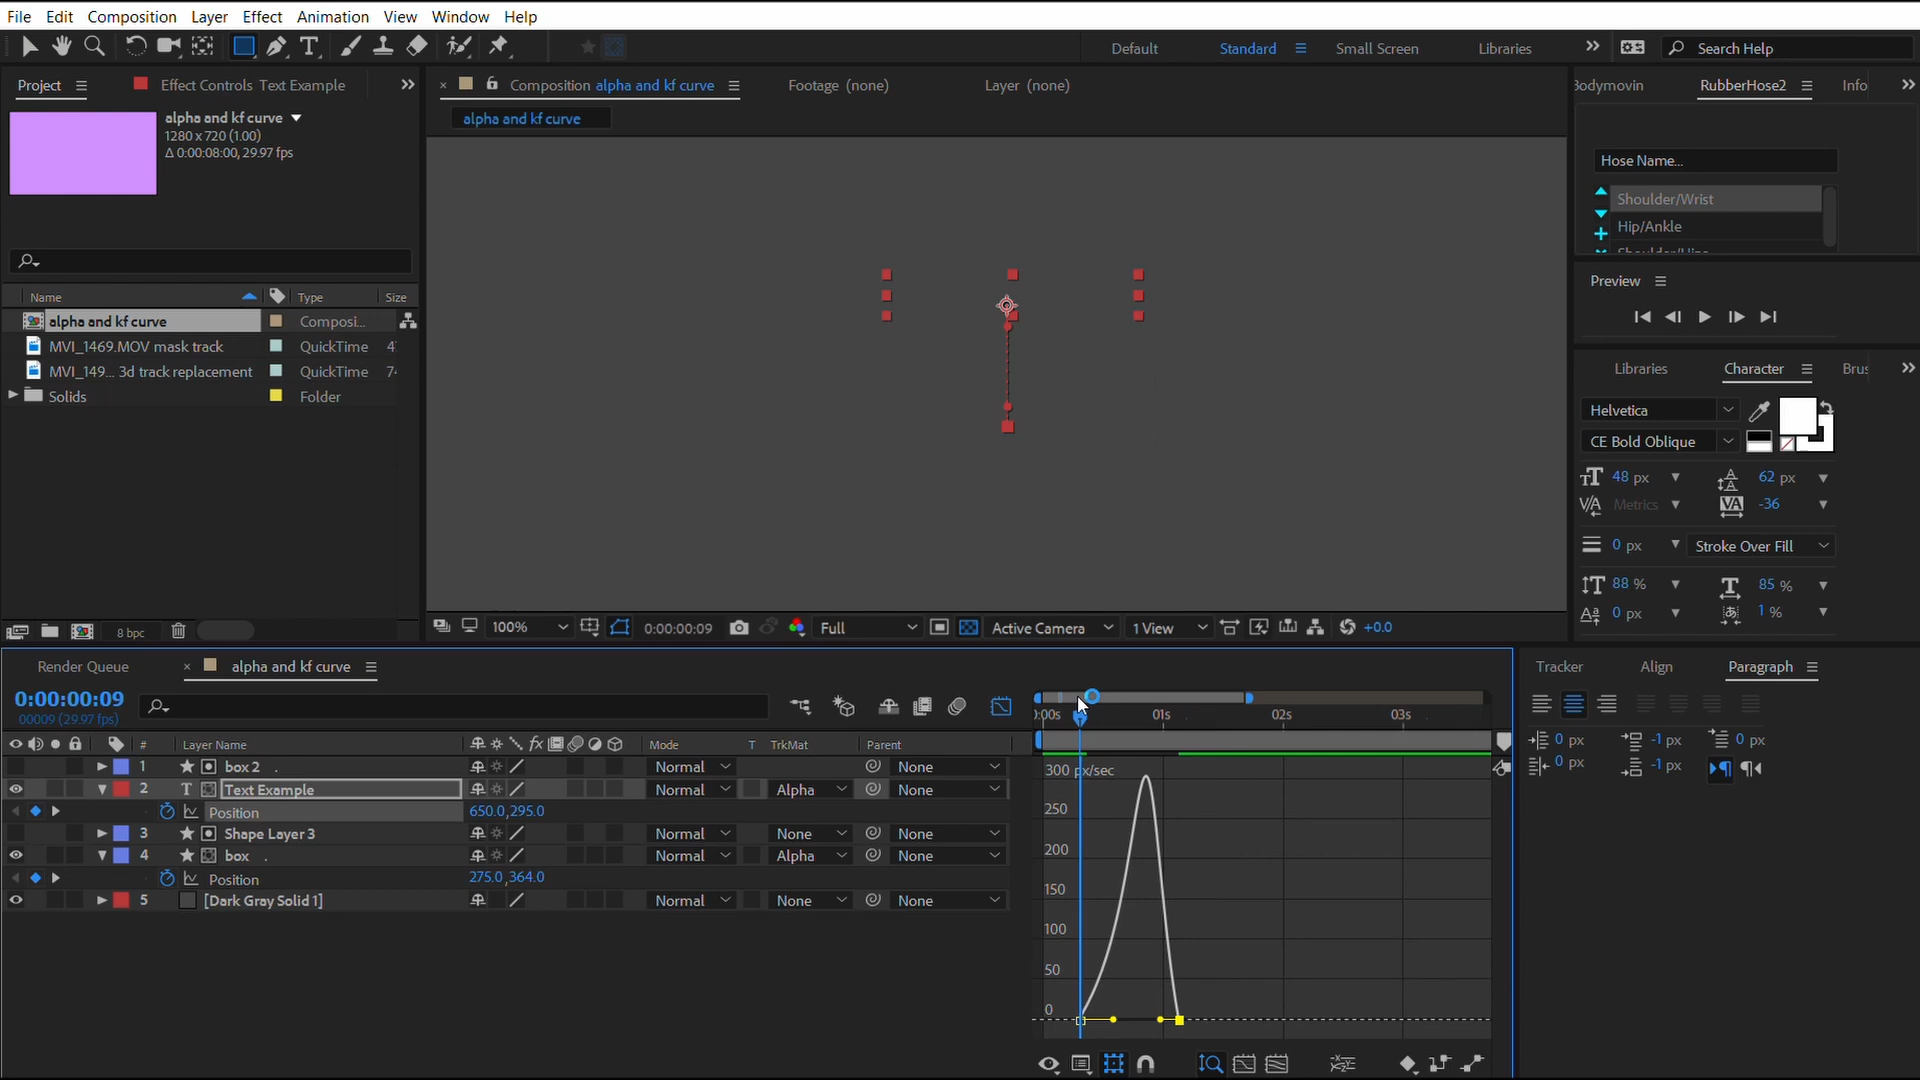 File Edit Composition Layer Effect Animation View Window Help
Default Standard Small Screen Libraries Search Help
Project Effect Controls Text Example
Composition alpha and kf curve Footage (none) Layer (none)
Bodymovin RubberHose2 Info
alpha and kf curve
1280 x 720 (1.00)
Δ 0:00:08:00, 29.97 fps)
alpha and kf curve
Hose Name...
Shoulder/Wrist
Hip/Ankle
Preview
Name Type Size
alpha and kf curve Composi...
MVI_1469.MOV mask track QuickTime
MVI_149... 3d track replacement QuickTime
Solids Folder
Libraries Character Brus
Helvetica
CE Bold Oblique
48 px 62 px
Metrics -36
0 px Stroke Over Fill
88 % 85 %
0 px 1 %
8 bpc
100% 0:00:00:09 Full Active Camera 1 View +0.0
Render Queue alpha and kf curve
Tracker Align Paragraph
0:00:00:09
00009 (29.97 fps)
0:00s 01s 02s 03s
# Layer Name Mode T TrkMat Parent
1 box 2 . Normal None
2 Text Example Normal Alpha None
Position 650.0,295.0
3 Shape Layer 3 Normal None None
4 box . Normal Alpha None
Position 275.0,364.0
5 [Dark Gray Solid 1] Normal None None
300 px/sec
250
200
150
100
50
0
0 px -1 px 0 px
0 px -1 px